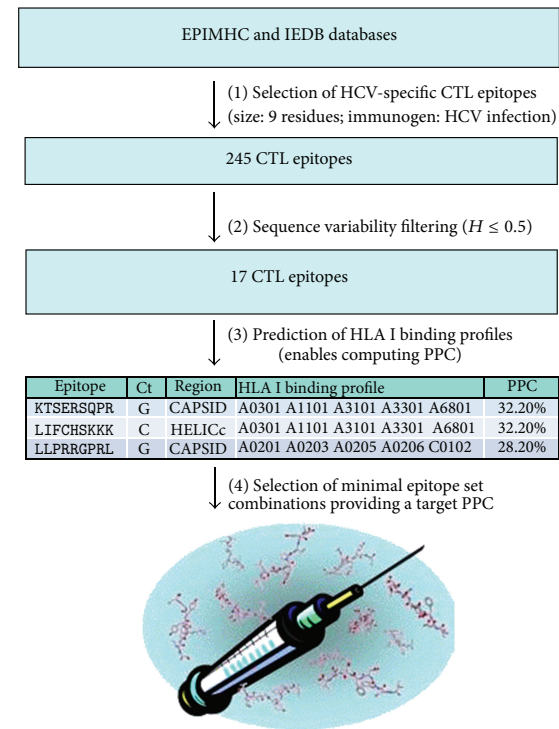 EPIMHC and IEDB databases
(1) Selection of HCV-specific CTL epitopes
(size: 9 residues; immunogen: HCV infection)
245 CTL epitopes
(2) Sequence variability filtering (H ≤ 0.5)
17 CTL epitopes
(3) Prediction of HLA I binding profiles
(enables computing PPC)
Epitope Ct Region HLA I binding profile PPC
KTSERSQPR G CAPSID A0301 A1101 A3101 A3301 A6801 32.20%
LIFCHSKKK C HELICc A0301 A1101 A3101 A3301 A6801 32.20%
LLPRRGPRL G CAPSID A0201 A0203 A0205 A0206 C0102 28.20%
(4) Selection of minimal epitope set
combinations providing a target PPC